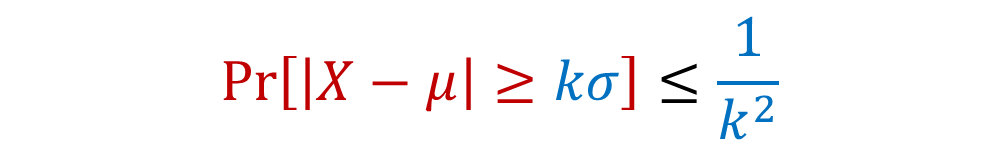 Pr[|X − μ| ≥ kσ] ≤ 1/k²